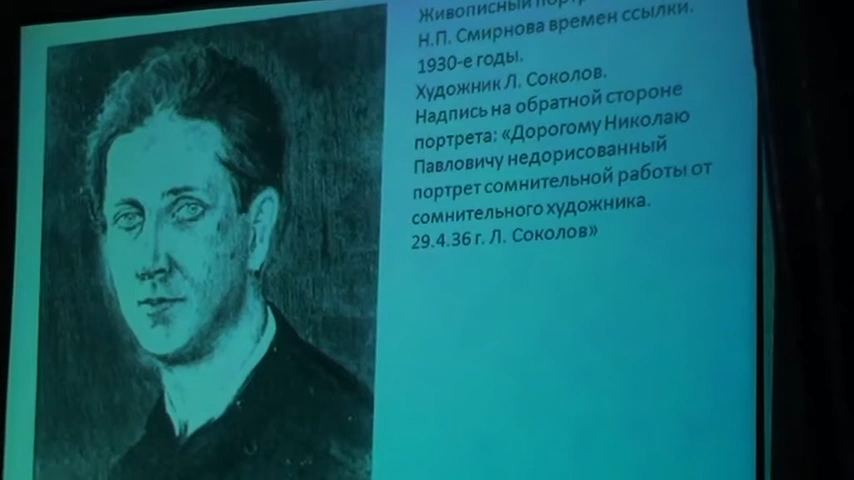 Живописный портрет
Н.П. Смирнова времен ссылки.
1930-е годы.
Художник Л. Соколов.
Надпись на обратной стороне
портрета: «Дорогому Николаю
Павловичу недорисованный
портрет сомнительной работы от
сомнительного художника.
29.4.36 г. Л. Соколов»